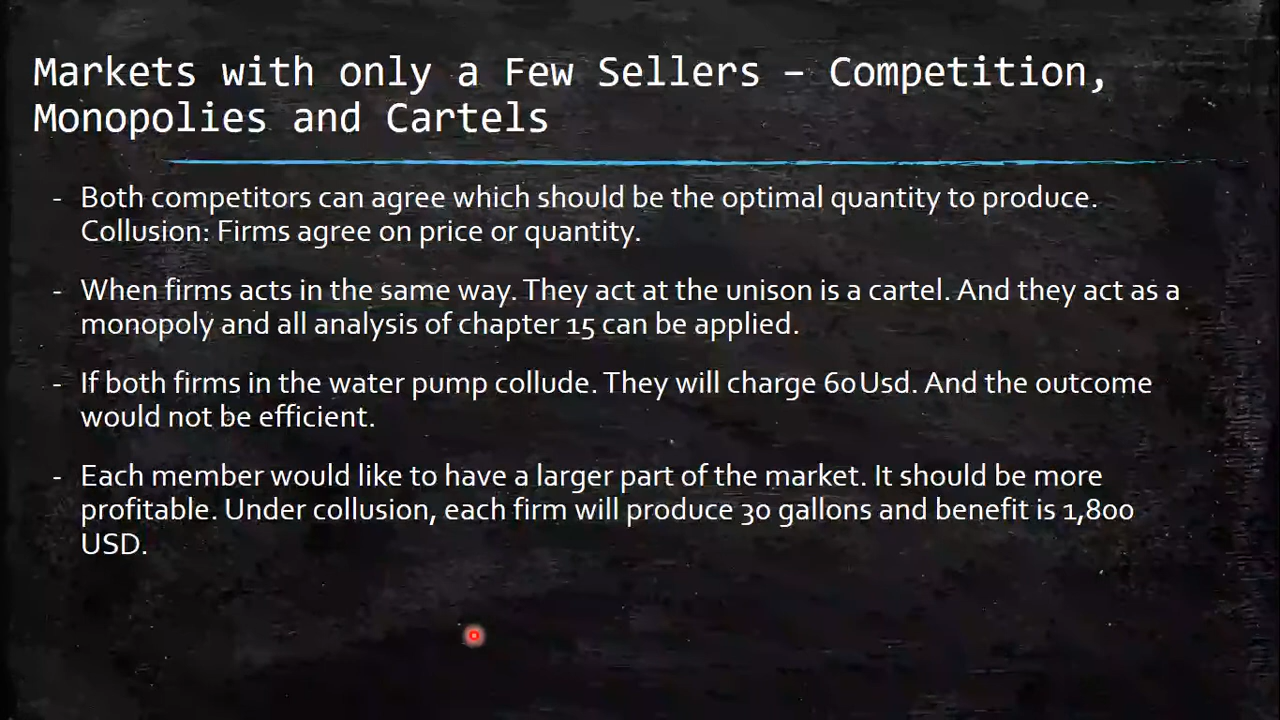 Markets with only a Few Sellers – Competition,
Monopolies and Cartels
- Both competitors can agree which should be the optimal quantity to produce.
Collusion: Firms agree on price or quantity.
- When firms acts in the same way. They act at the unison is a cartel. And they act as a
monopoly and all analysis of chapter 15 can be applied.
- If both firms in the water pump collude. They will charge 60Usd. And the outcome
would not be efficient.
- Each member would like to have a larger part of the market. It should be more
profitable. Under collusion, each firm will produce 30 gallons and benefit is 1,800
USD.